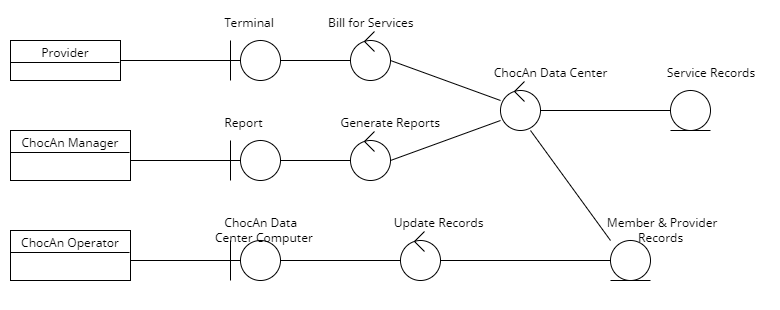 Terminal
Bill for Services
Provider
ChocAn Data Center
Service Records
Report
Generate Reports
ChocAn Manager
ChocAn Data
Center Computer
Update Records
Member & Provider
Records
ChocAn Operator